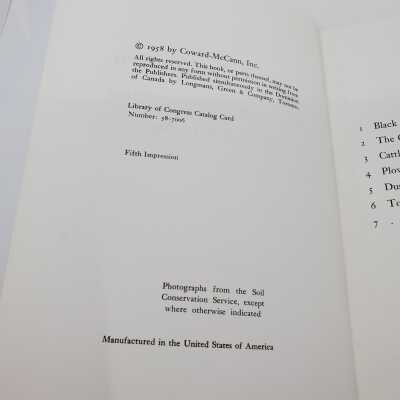 © 1958 by Coward-McCann, Inc.
All rights reserved. This book, or parts thereof, may not be
reproduced in any form without permission in writing from
the Publishers. Published simultaneously in the Dominion
of Canada by Longmans, Green & Company, Toronto.
Library of Congress Catalog Card
Number: 58-7006
Fifth Impression
Photographs from the Soil
Conservation Service, except
where otherwise indicated
Manufactured in the United States of America
1 Black
2 The
3 Cattl
4 Plov
5 Dus
6 To
7